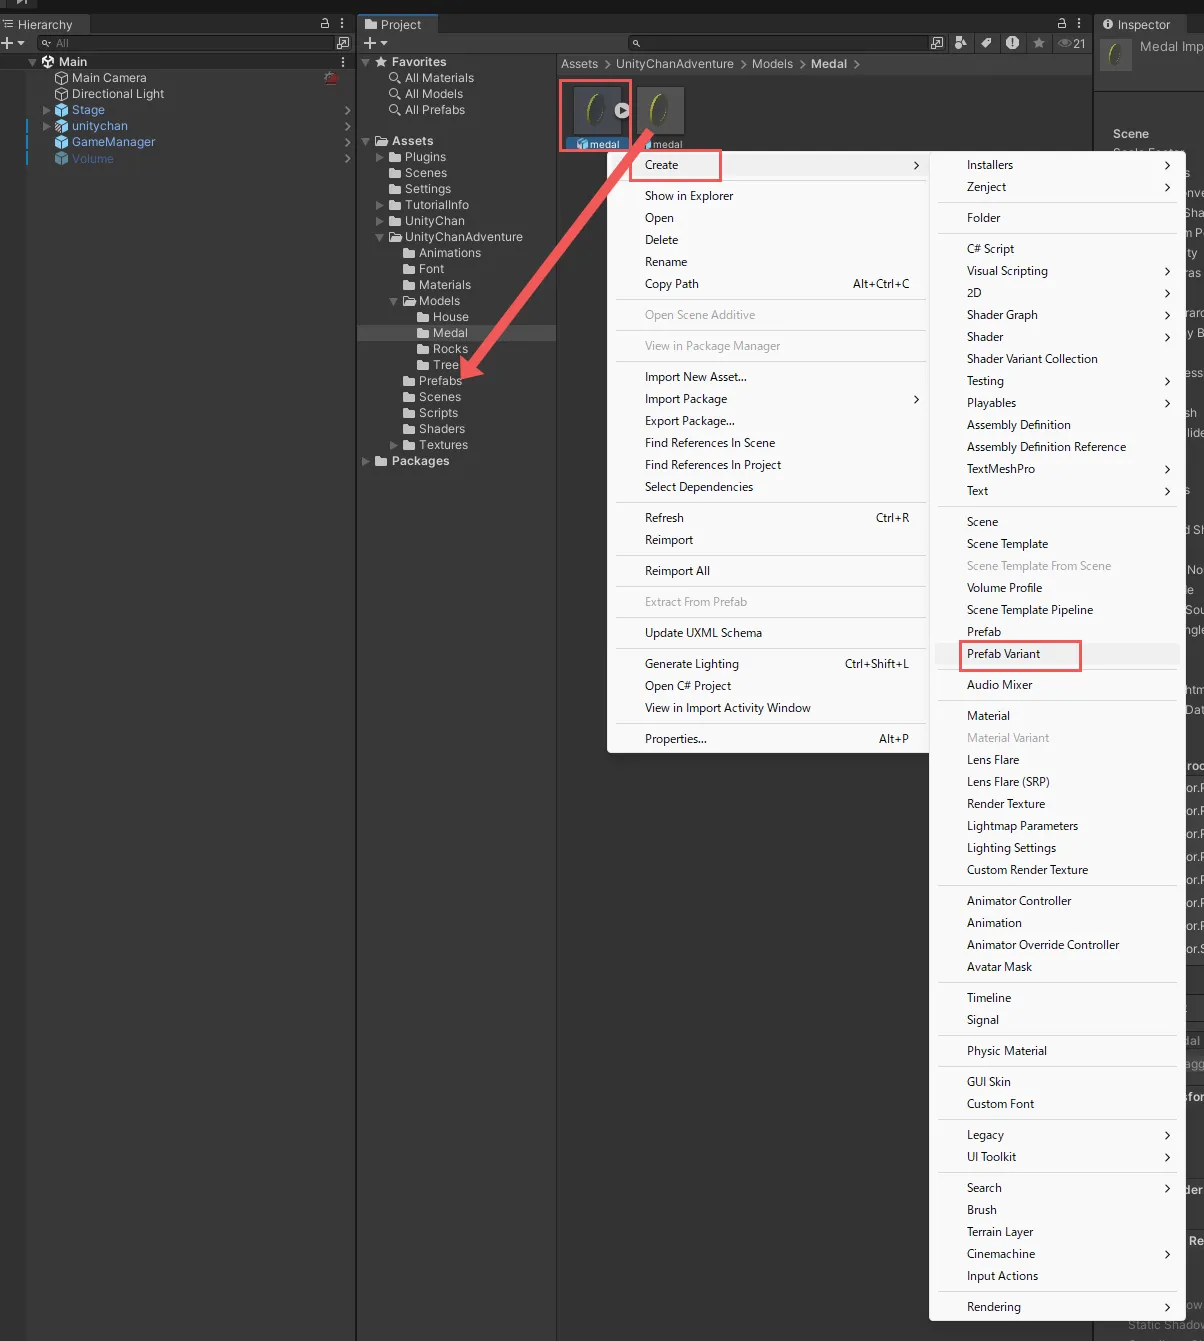 Hierarchy
All
Main
Main Camera
Directional Light
Stage
unitychan
GameManager
Volume
Project
21
Favorites
All Materials
All Models
All Prefabs
Assets
Plugins
Scenes
Settings
TutorialInfo
UnityChan
UnityChanAdventure
Animations
Font
Materials
Models
House
Medal
Rocks
Tree
Prefabs
Scenes
Scripts
Shaders
Textures
Packages
Assets > UnityChanAdventure > Models > Medal >
medal
medal
Create
Show in Explorer
Open
Delete
Rename
Copy Path Alt+Ctrl+C
Open Scene Additive
View in Package Manager
Import New Asset...
Import Package
Export Package...
Find References In Scene
Find References In Project
Select Dependencies
Refresh Ctrl+R
Reimport
Reimport All
Extract From Prefab
Update UXML Schema
Generate Lighting Ctrl+Shift+L
Open C# Project
View in Import Activity Window
Properties... Alt+P
Installers
Zenject
Folder
C# Script
Visual Scripting
2D
Shader Graph
Shader
Shader Variant Collection
Testing
Playables
Assembly Definition
Assembly Definition Reference
TextMeshPro
Text
Scene
Scene Template
Scene Template From Scene
Volume Profile
Scene Template Pipeline
Prefab
Prefab Variant
Audio Mixer
Material
Material Variant
Lens Flare
Lens Flare (SRP)
Render Texture
Lightmap Parameters
Lighting Settings
Custom Render Texture
Animator Controller
Animation
Animator Override Controller
Avatar Mask
Timeline
Signal
Physic Material
GUI Skin
Custom Font
Legacy
UI Toolkit
Search
Brush
Terrain Layer
Cinemachine
Input Actions
Rendering
Inspector
Medal Imp
Scene
Static Shadow